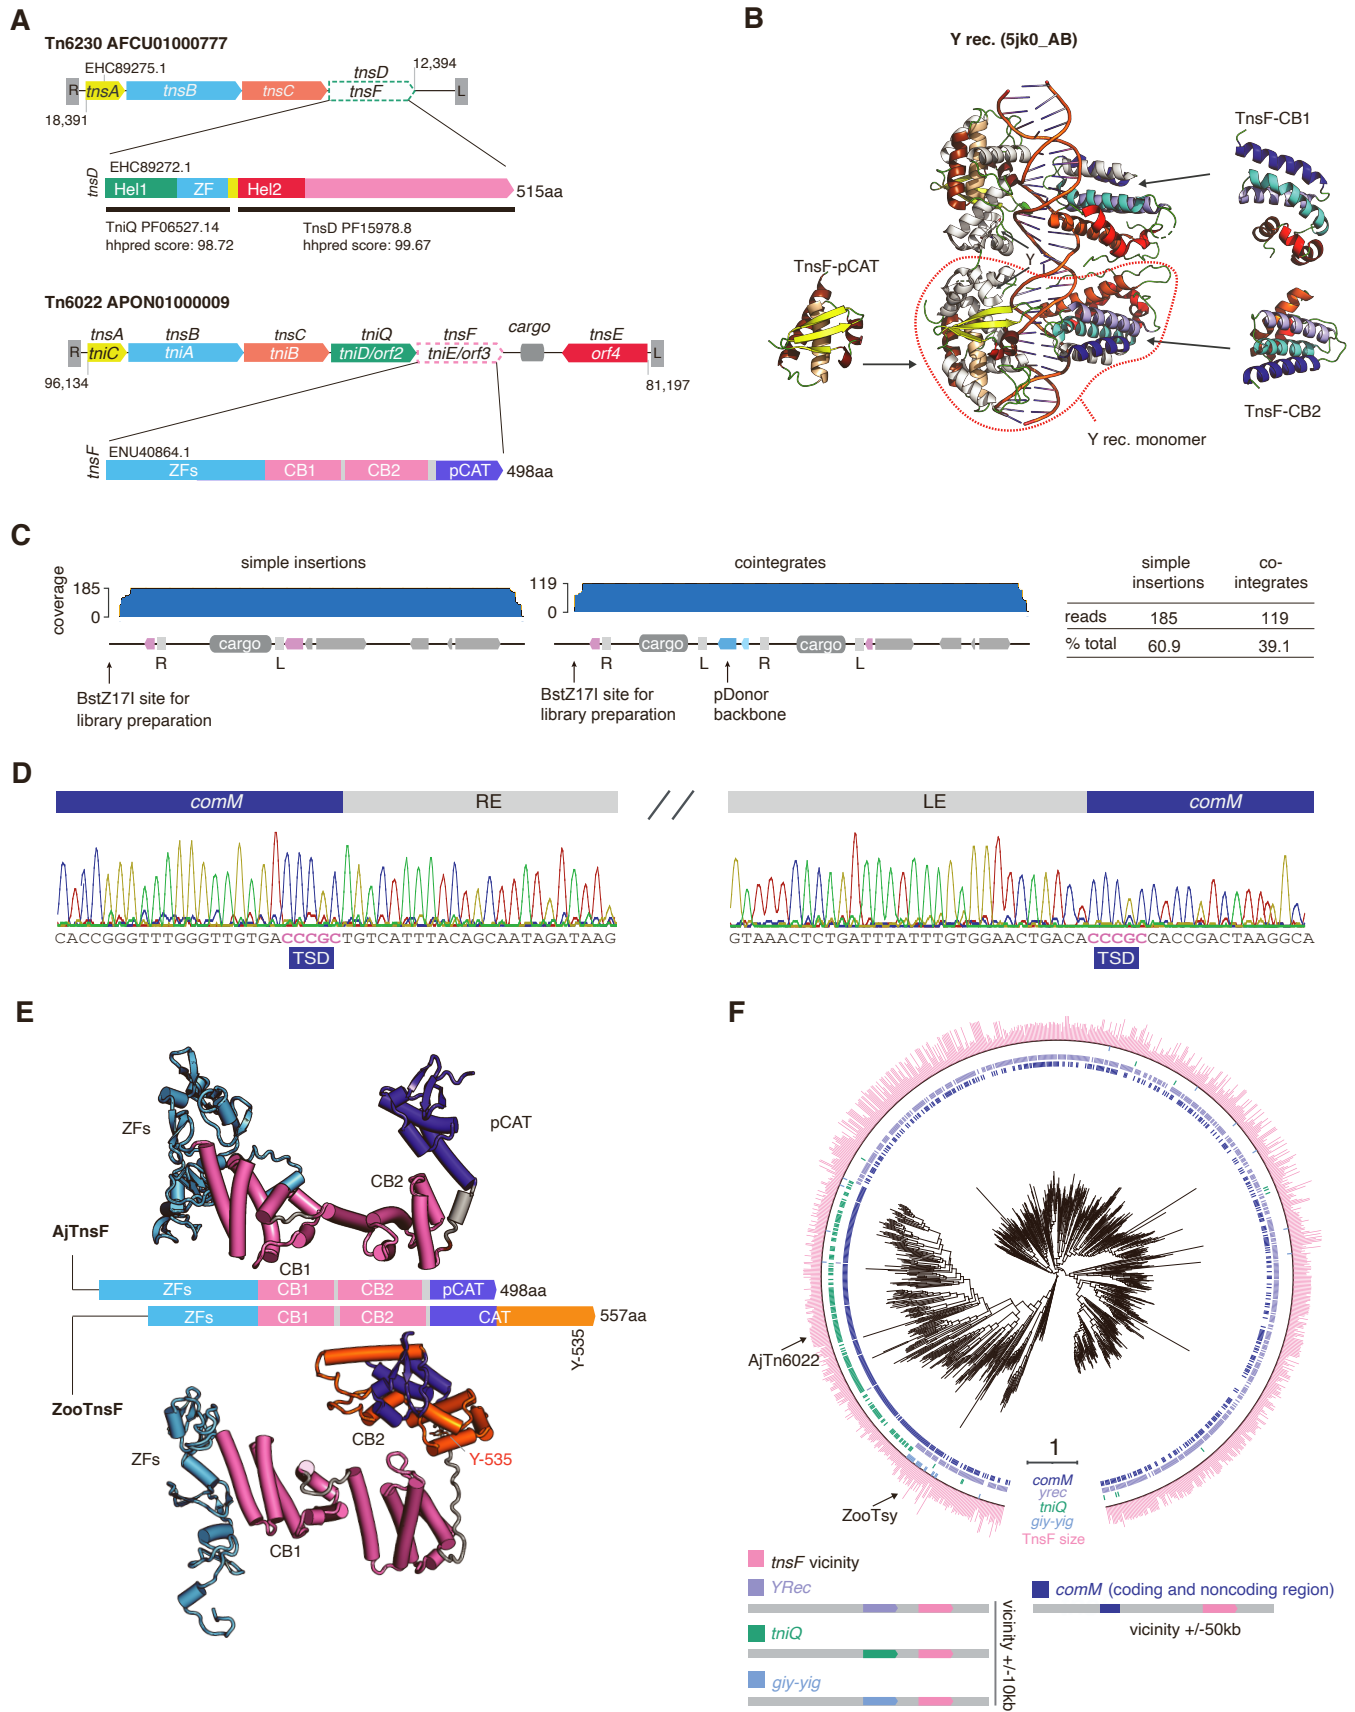 A
Tn6230 AFCU01000777
EHC89275.1
tnsD
12,394
R
tnsA
tnsB
tnsC
tnsF
L
18,391
tnsD
EHC89272.1
Hel1
ZF
Hel2
515aa
TniQ PF06527.14
hhpred score: 98.72
TnsD PF15978.8
hhpred score: 99.67
Tn6022 APON01000009
tnsA
tnsB
tnsC
tniQ
tnsF
cargo
tnsE
R
tniC
tniA
tniB
tniD/orf2
tniE/orf3
orf4
L
96,134
81,197
tnsF
ENU40864.1
ZFs
CB1
CB2
pCAT
498aa
B
Y rec. (5jk0_AB)
TnsF-CB1
TnsF-pCAT
Y
TnsF-CB2
Y rec. monomer
C
coverage
simple insertions
185
0
cargo
R
L
BstZ17I site for
library preparation
cointegrates
119
0
cargo
cargo
R
L
R
L
BstZ17I site for
library preparation
pDonor
backbone
simple
insertions
co-
integrates
reads
185
119
% total
60.9
39.1
D
comM
RE
LE
comM
CACCGGGTTTGGGTTGTGACCCGCTGTCATTTACAGCAATAGATAAG
GTAAACTCTGATTTATTTGTGGAACTGACACCCGCCACCGACTAAGGCA
TSD
TSD
E
ZFs
pCAT
CB2
AjTnsF
CB1
ZFs
CB1
CB2
pCAT
498aa
ZFs
CB1
CB2
CAT
557aa
Y-535
ZooTnsF
CB2
ZFs
Y-535
CB1
F
AjTn6022
ZooTsy
1
comM
yrec
tniQ
giy-yig
TnsF size
tnsF vicinity
YRec
tniQ
giy-yig
vicinity +/-10kb
comM (coding and noncoding region)
vicinity +/-50kb